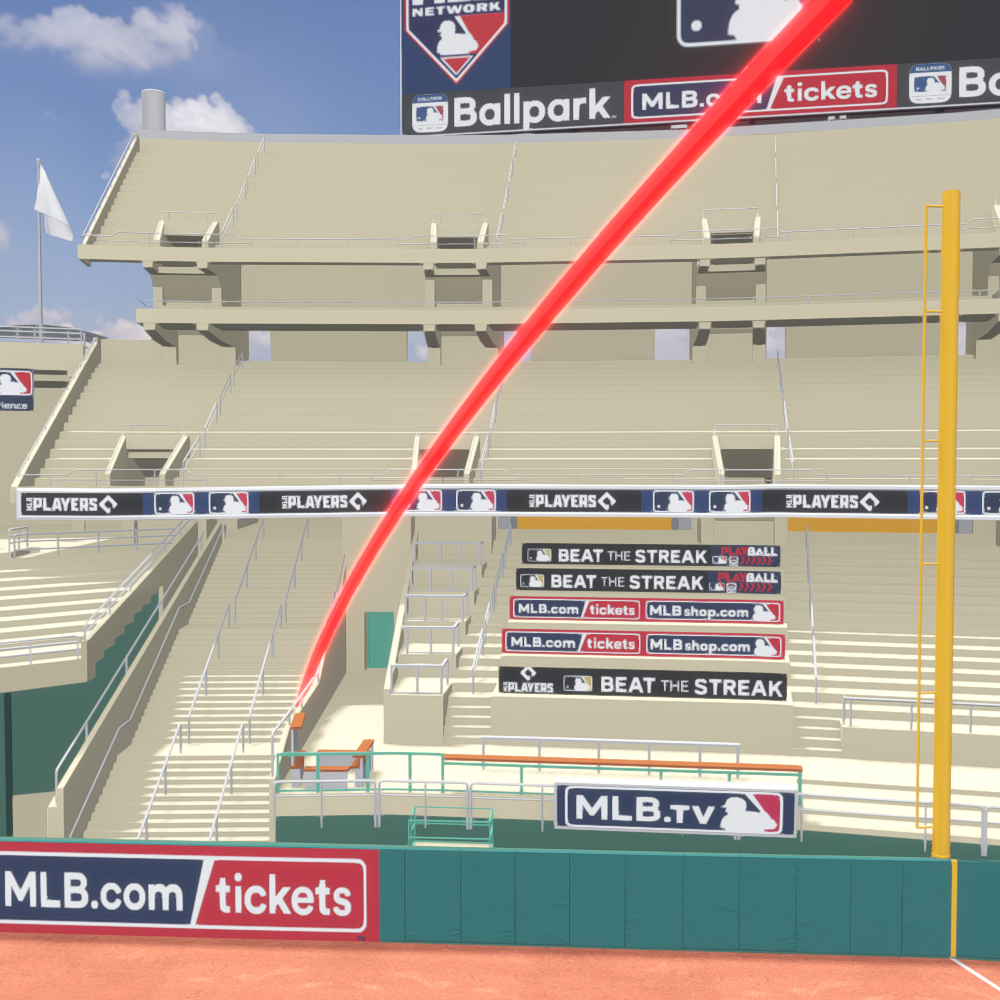 NETWORK
Ballpark
MLB.c /tickets
BALLPARK
PLAYERS
PLAYERS
PLAYERS
PLAYERS
BEAT THE STREAK
PLAYBALL
BEAT THE STREAK
PLAYBALL
MLB.com/tickets
MLBshop.com
MLB.com/tickets
MLBshop.com
PLAYERS
BEAT THE STREAK
MLB.TV
MLB.com/tickets